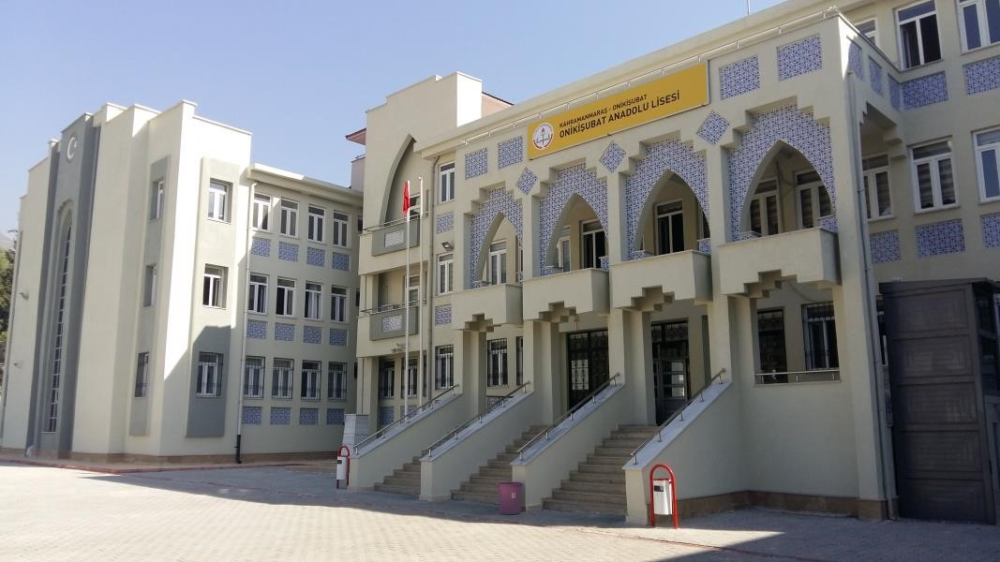 KAHRAMANMARAŞ - ONİKİŞUBAT
ONİKİŞUBAT ANADOLU LİSESİ